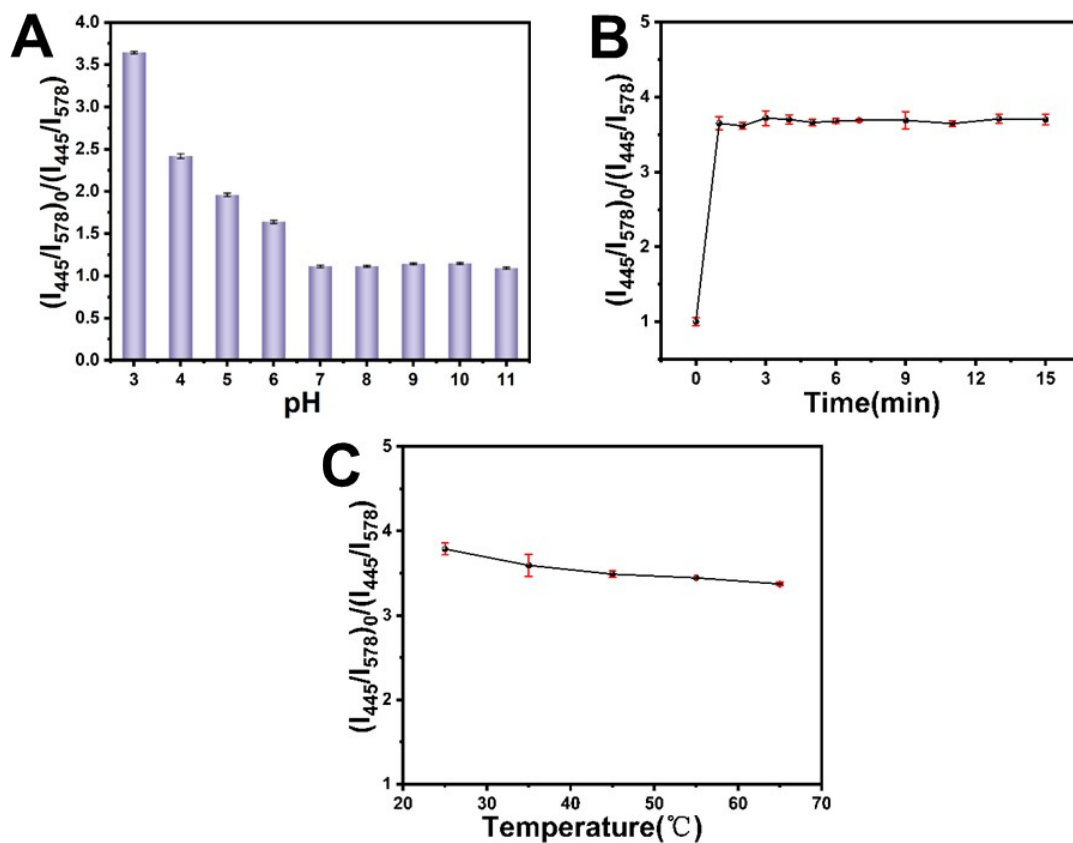 A
(I445/I578)0/(I445/I578)
4.0
3.5
3.0
2.5
2.0
1.5
1.0
0.5
0.0
3 4 5 6 7 8 9 10 11
pH
B
(I445/I578)0/(I445/I578)
5
4
3
2
1
0 3 6 9 12 15
Time(min)
C
(I445/I578)0/(I445/I578)
5
4
3
2
1
20 30 40 50 60 70
Temperature(℃)